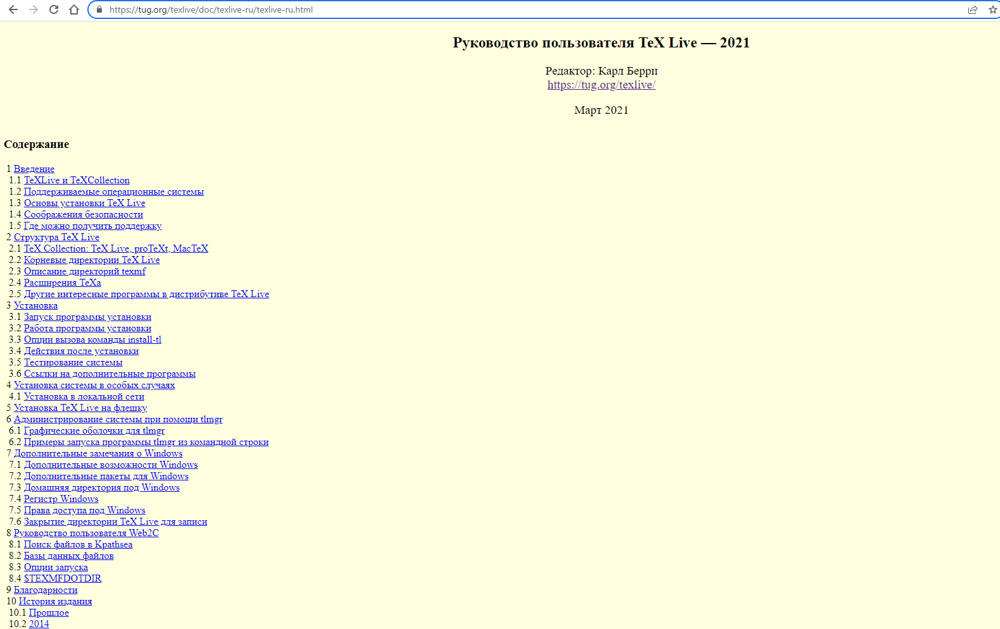 https://tug.org/texlive/doc/texlive-ru/texlive-ru.html
Руководство пользователя TeX Live — 2021
Редактор: Карл Берри
https://tug.org/texlive/
Март 2021
Содержание
1 Введение
1.1 TeXLive и TeXCollection
1.2 Поддерживаемые операционные системы
1.3 Основы установки TeX Live
1.4 Соображения безопасности
1.5 Где можно получить поддержку
2 Структура TeX Live
2.1 TeX Collection: TeX Live, proTeXt, MacTeX
2.2 Корневые директории TeX Live
2.3 Описание директорий texmf
2.4 Расширения TeXа
2.5 Другие интересные программы в дистрибутиве TeX Live
3 Установка
3.1 Запуск программы установки
3.2 Работа программы установки
3.3 Опции вызова команды install-tl
3.4 Действия после установки
3.5 Тестирование системы
3.6 Ссылки на дополнительные программы
4 Установка системы в особых случаях
4.1 Установка в локальной сети
5 Установка TeX Live на флешку
6 Администрирование системы при помощи tlmgr
6.1 Графические оболочки для tlmgr
6.2 Примеры запуска программы tlmgr из командной строки
7 Дополнительные замечания о Windows
7.1 Дополнительные возможности Windows
7.2 Дополнительные пакеты для Windows
7.3 Домашняя директория под Windows
7.4 Регистр Windows
7.5 Права доступа под Windows
7.6 Закрытие директории TeX Live для записи
8 Руководство пользователя Web2C
8.1 Поиск файлов в Kpathsea
8.2 Базы данных файлов
8.3 Опции запуска
8.4 $TEXMFDOTDIR
9 Благодарности
10 История издания
10.1 Прошлое
10.2 2014